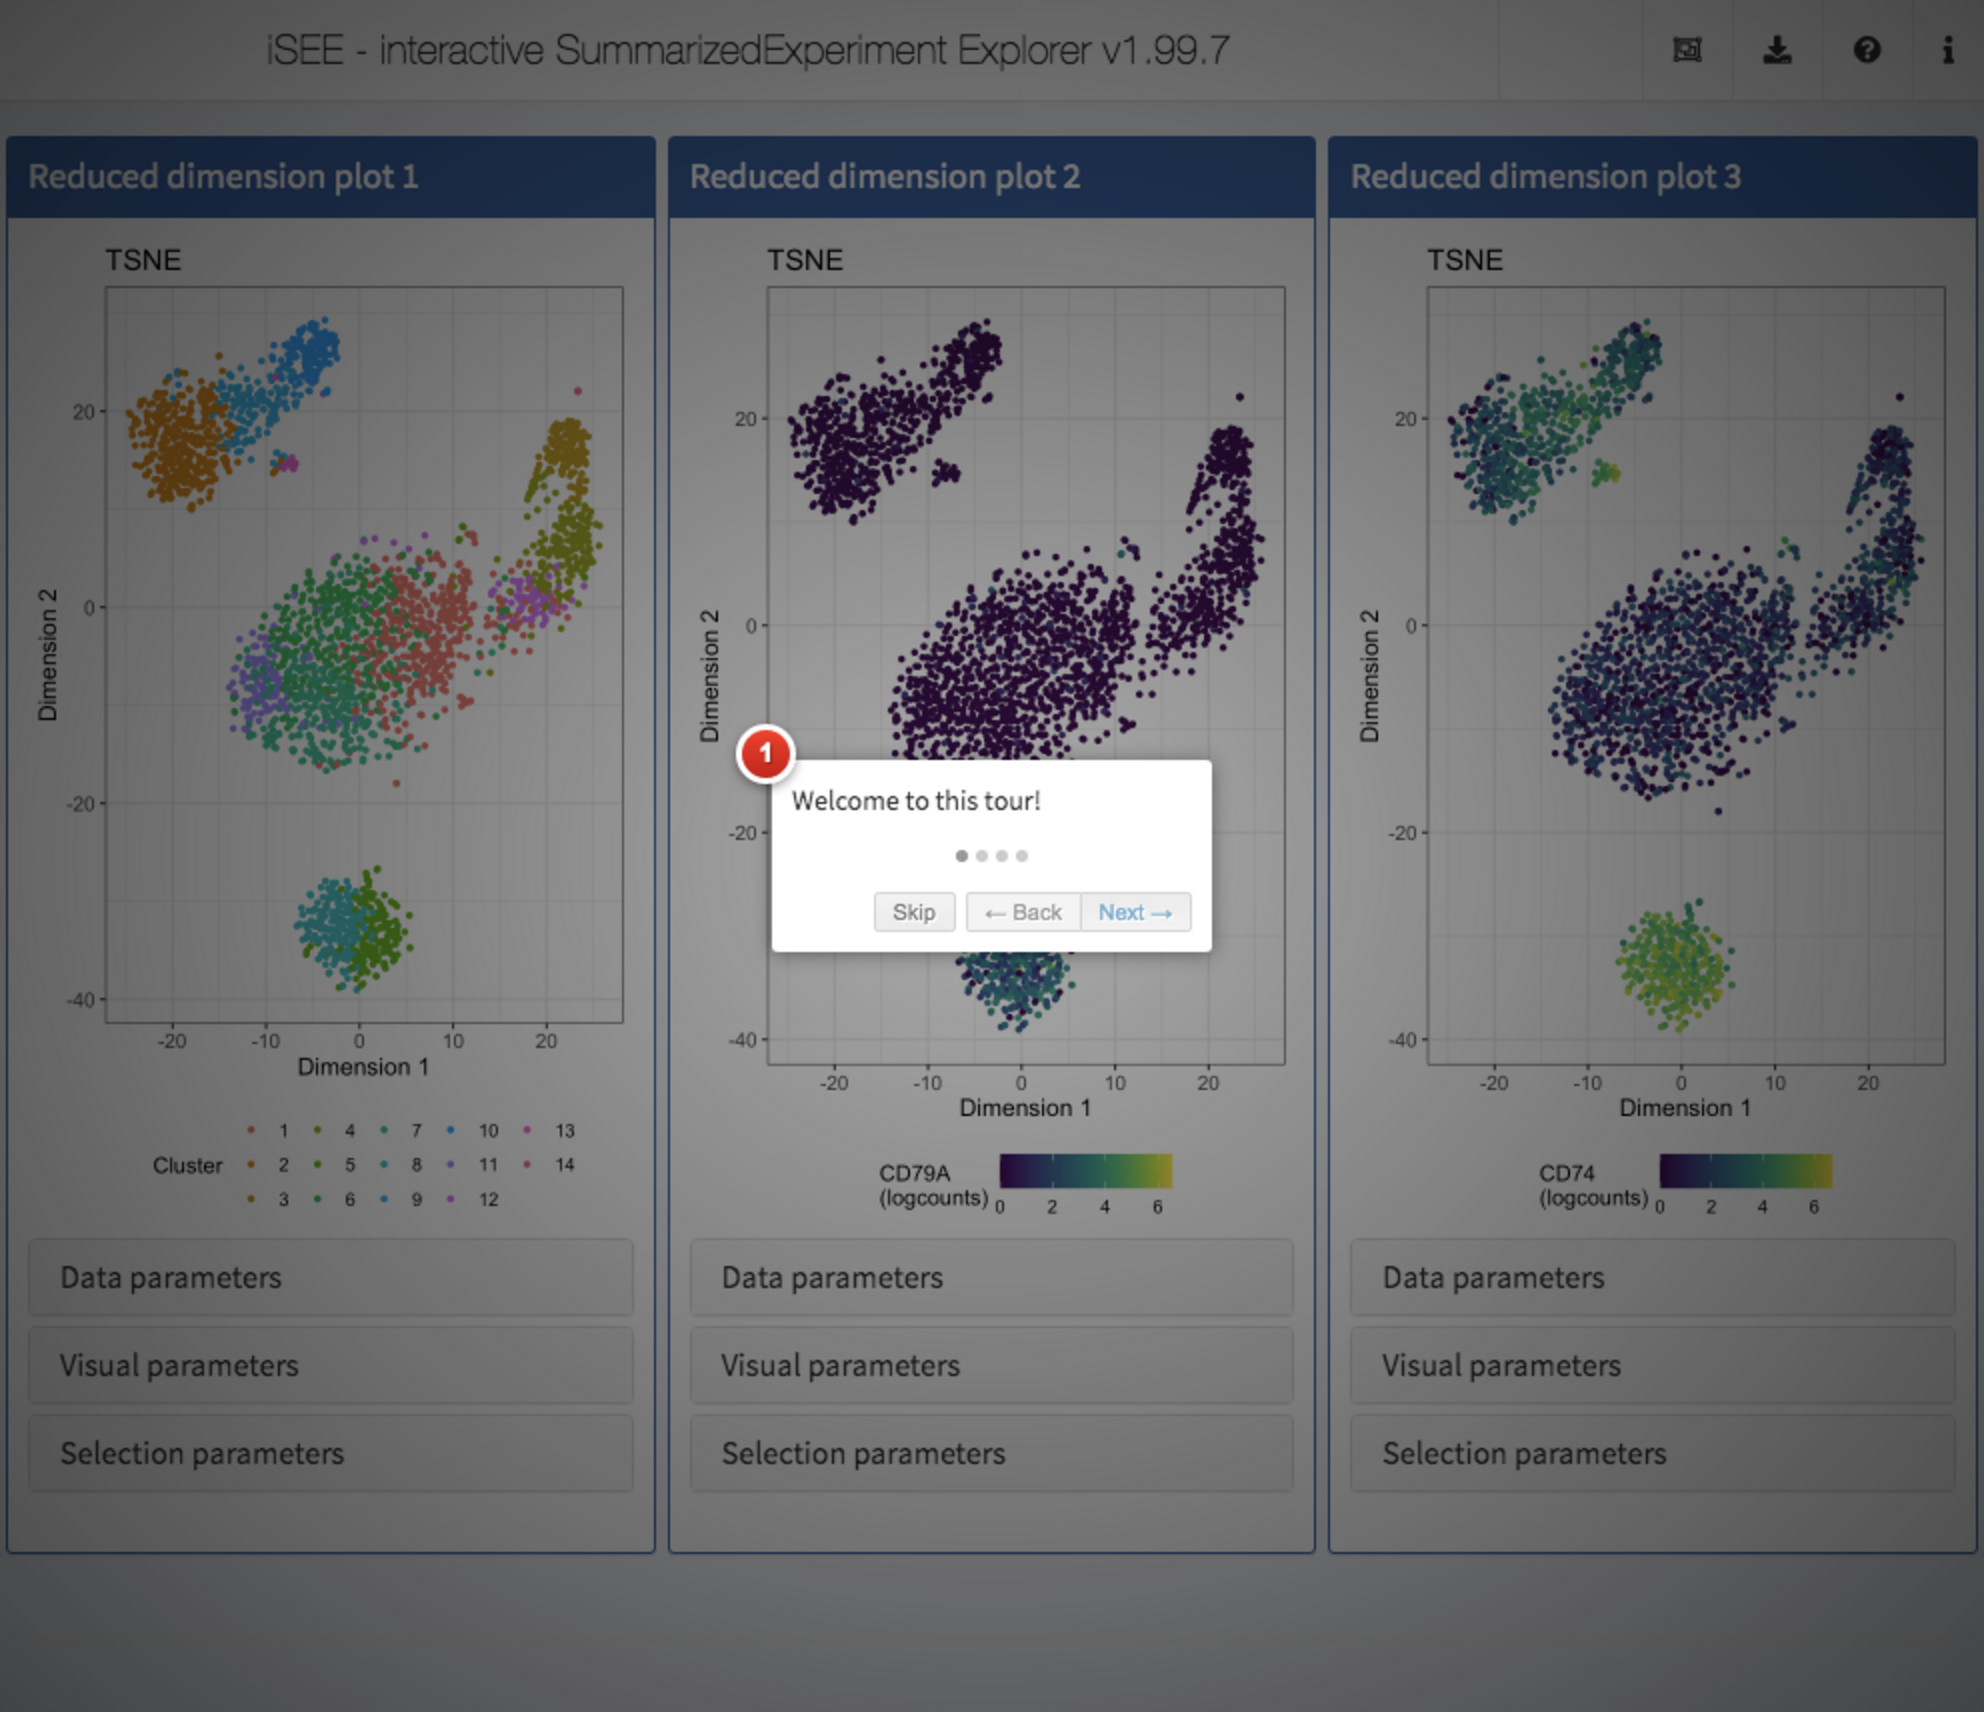 iSEE - interactive SummarizedExperiment Explorer v1.99.7
Reduced dimension plot 1
TSNE
Dimension 2
20
0
-20
-40
-20 -10 0 10 20
Dimension 1
Cluster
1 4 7 10 13
2 5 8 11 14
3 6 9 12
Data parameters
Visual parameters
Selection parameters
Reduced dimension plot 2
TSNE
Dimension 2
20
0
-20
-40
-20 -10 0 10 20
Dimension 1
CD79A
(logcounts)
0 2 4 6
Data parameters
Visual parameters
Selection parameters
Reduced dimension plot 3
TSNE
Dimension 2
20
0
-20
-40
-20 -10 0 10 20
Dimension 1
CD74
(logcounts)
0 2 4 6
Data parameters
Visual parameters
Selection parameters
1
Welcome to this tour!
Skip ← Back Next →